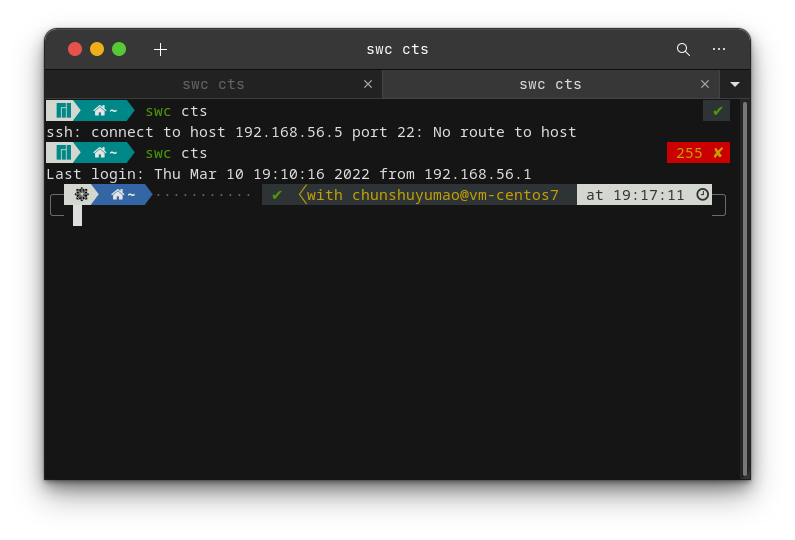 swc cts
swc cts
swc cts
~ swc cts ✔
ssh: connect to host 192.168.56.5 port 22: No route to host
~ swc cts 255 ✘
Last login: Thu Mar 10 19:10:16 2022 from 192.168.56.1
~ ··········· ✔ with chunshuyumao@vm-centos7 at 19:17:11